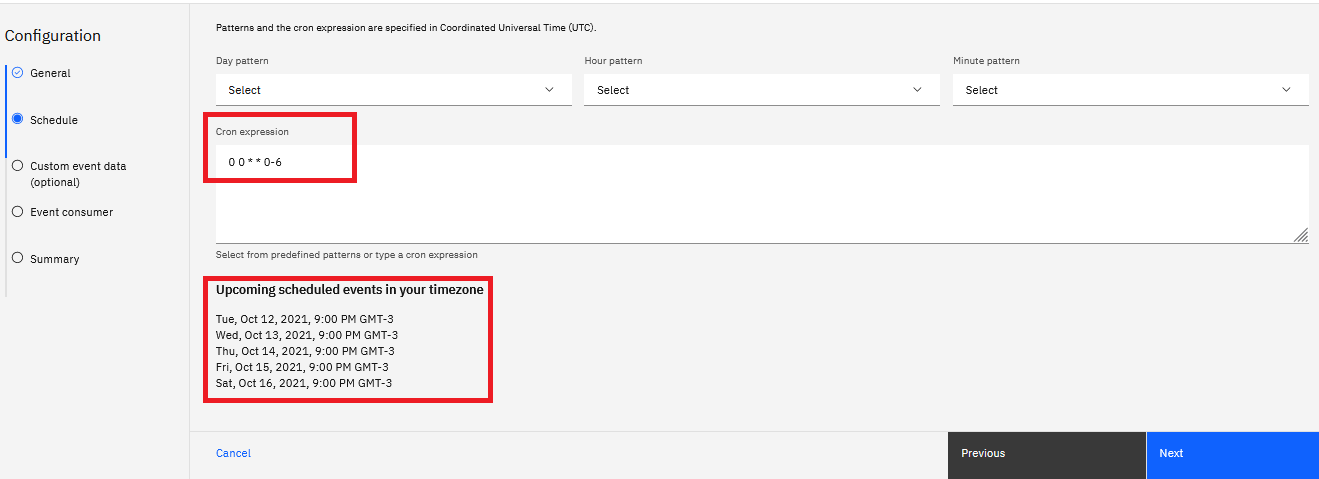 Configuration
General
Schedule
Custom event data
(optional)
Event consumer
Summary
Patterns and the cron expression are specified in Coordinated Universal Time (UTC).
Day pattern
Select
Hour pattern
Select
Minute pattern
Select
Cron expression
0 0 * * 0-6
Select from predefined patterns or type a cron expression
Upcoming scheduled events in your timezone
Tue, Oct 12, 2021, 9:00 PM GMT-3
Wed, Oct 13, 2021, 9:00 PM GMT-3
Thu, Oct 14, 2021, 9:00 PM GMT-3
Fri, Oct 15, 2021, 9:00 PM GMT-3
Sat, Oct 16, 2021, 9:00 PM GMT-3
Cancel
Previous
Next